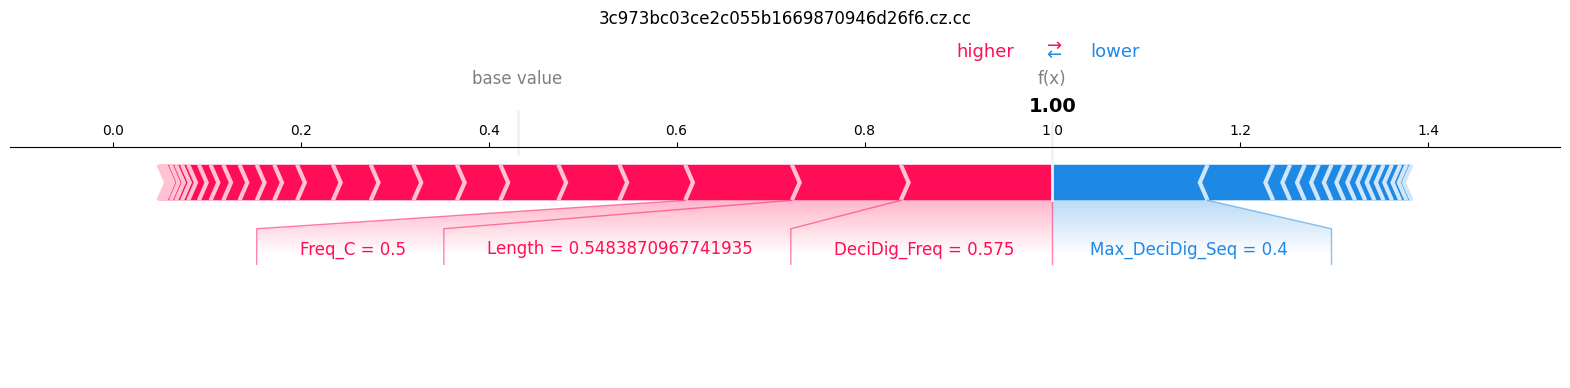 3c973bc03ce2c055b1669870946d26f6.cz.cc
higher → ← lower
base value f(x)
1.00
0.0 0.2 0.4 0.6 0.8 1 0 1.2 1.4
Freq_C = 0.5 Length = 0.5483870967741935 DeciDig_Freq = 0.575 Max_DeciDig_Seq = 0.4